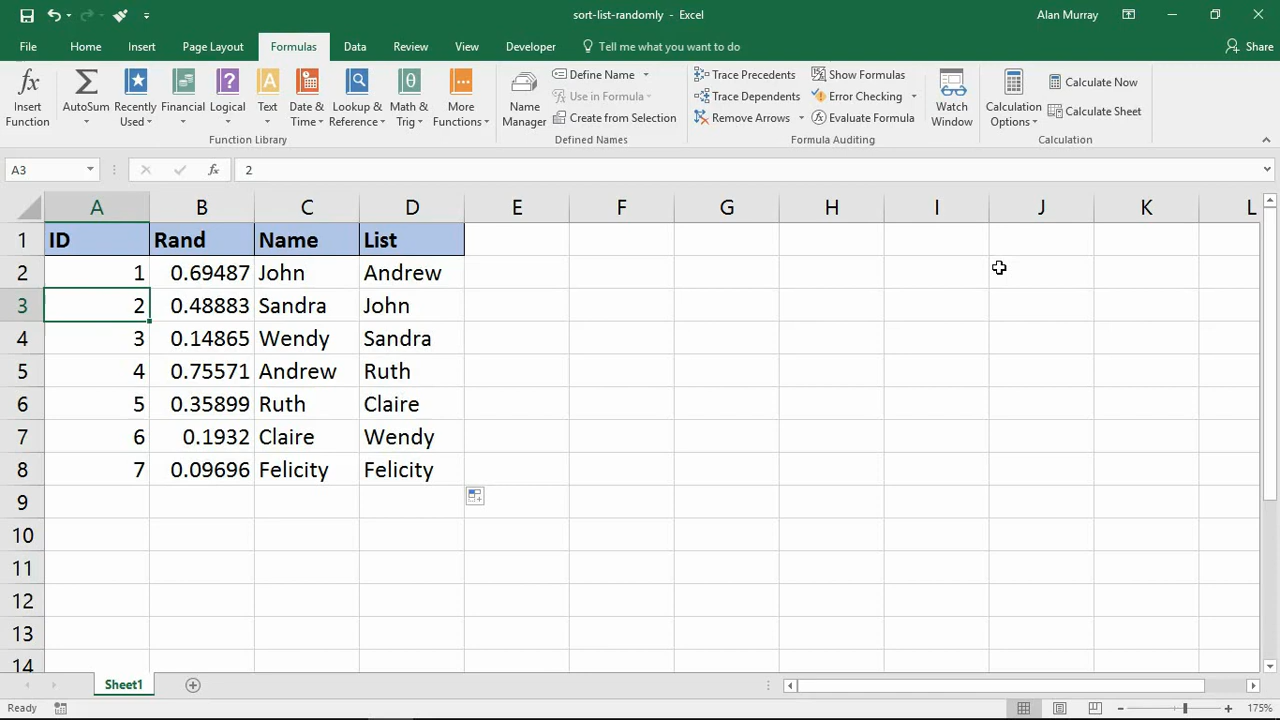 sort-list-randomly - Excel
Alan Murray
File Home Insert Page Layout Formulas Data Review View Developer Tell me what you want to do Share
Insert Function
AutoSum
Recently Used
Financial
Logical
Text
Date & Time
Lookup & Reference
Math & Trig
More Functions
Function Library
Name Manager
Define Name
Use in Formula
Create from Selection
Defined Names
Trace Precedents
Trace Dependents
Remove Arrows
Show Formulas
Error Checking
Evaluate Formula
Formula Auditing
Watch Window
Calculation Options
Calculate Now
Calculate Sheet
Calculation
A3 fx 2
A B C D E F G H I J K L
1 ID Rand Name List
2 1 0.69487 John Andrew
3 2 0.48883 Sandra John
4 3 0.14865 Wendy Sandra
5 4 0.75571 Andrew Ruth
6 5 0.35899 Ruth Claire
7 6 0.1932 Claire Wendy
8 7 0.09696 Felicity Felicity
9
10
11
12
13
14
Sheet1
Ready
175%